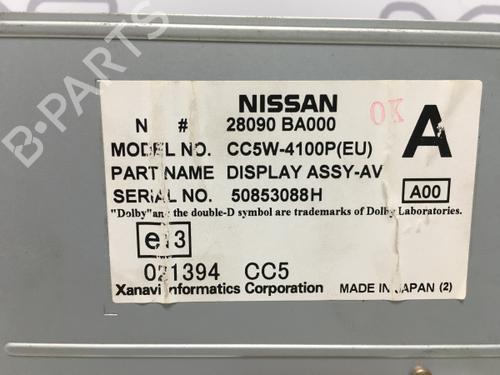 NISSAN
OK
A
N # 28090 BA000
MODEL NO. CC5W-4100P(EU)
PART NAME DISPLAY ASSY-AV
SERIAL NO. 50853088H
A00
"Dolby"and the double-D symbol are trademarks of Dolby Laboratories.
e13
021394 CC5
Xanavi Informatics Corporation MADE IN JAPAN (2)
B-PARTS